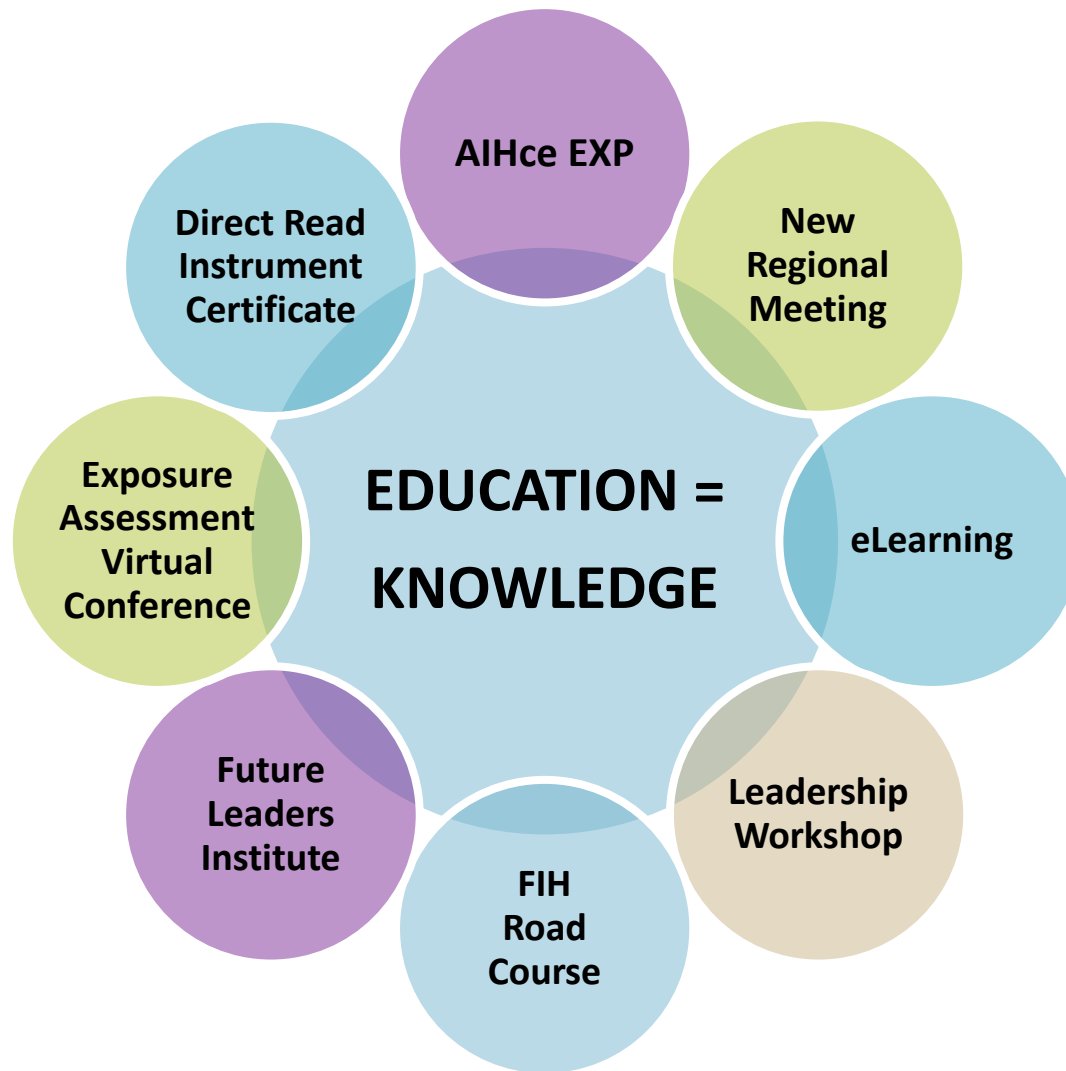 AIHce EXP
New
Regional
Meeting
eLearning
Leadership
Workshop
FIH
Road
Course
Future
Leaders
Institute
Exposure
Assessment
Virtual
Conference
Direct Read
Instrument
Certificate
EDUCATION =
KNOWLEDGE